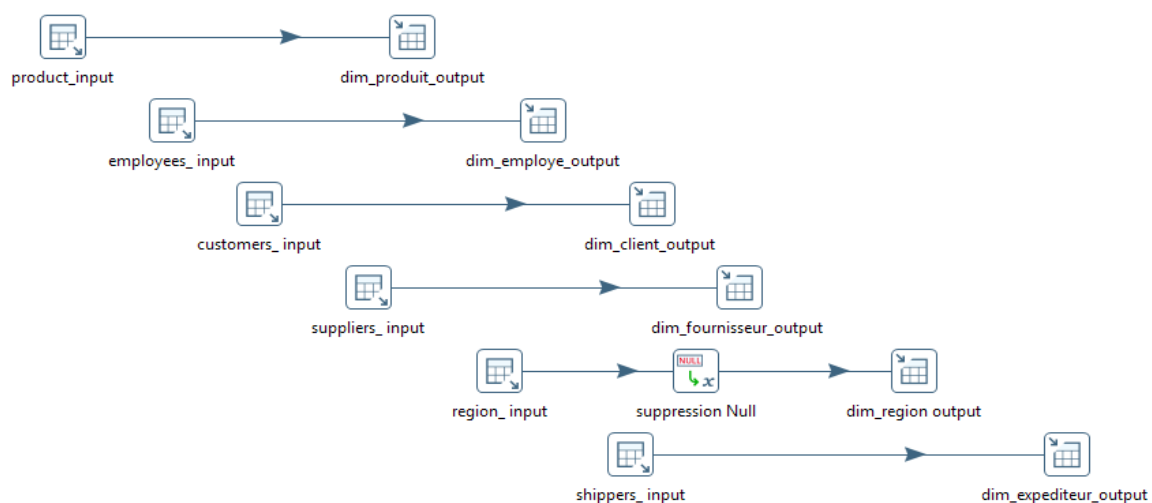 product_input
dim_produit_output
employees_ input
dim_employe_output
customers_ input
dim_client_output
suppliers_ input
dim_fournisseur_output
NULL
x
region_ input
suppression Null
dim_region output
shippers_ input
dim_expediteur_output